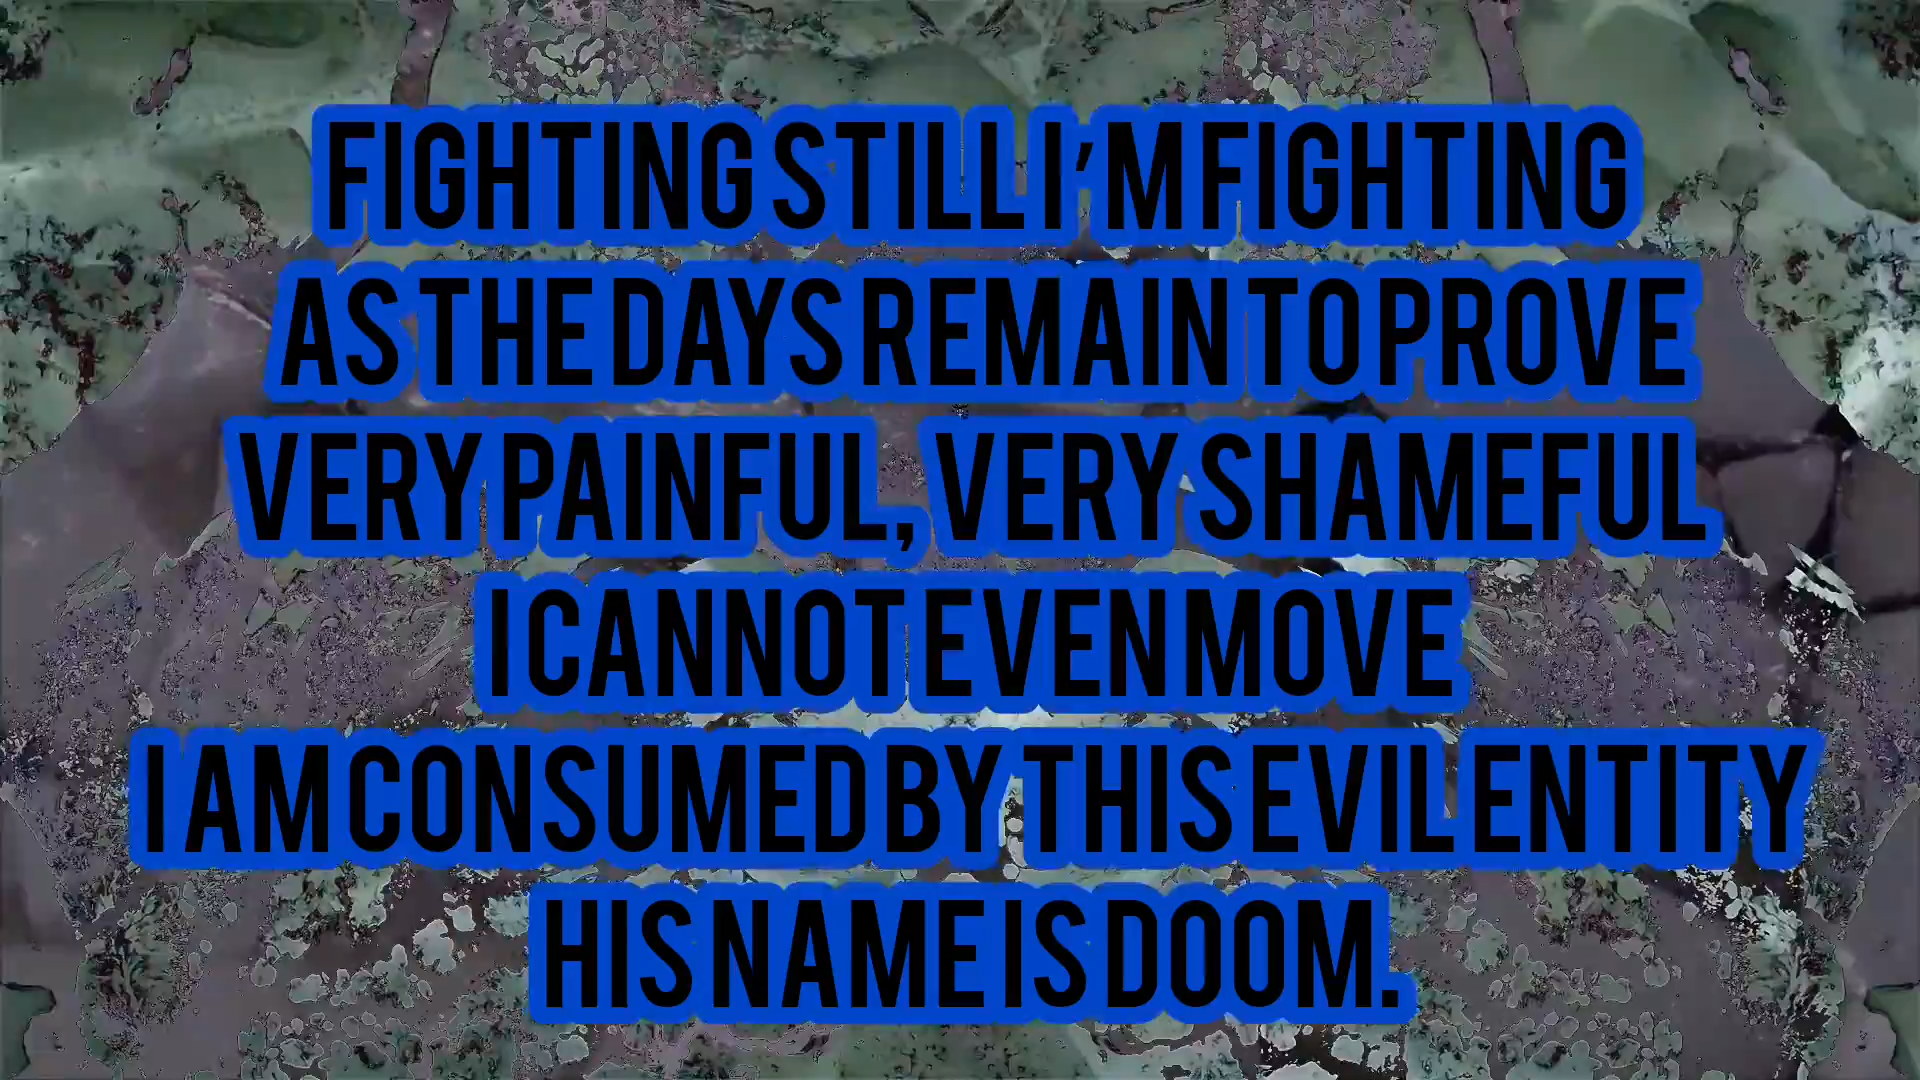 FIGHTING STILL I'M FIGHTING
AS THE DAYS REMAIN TO PROVE
VERY PAINFUL, VERY SHAMEFUL
I CANNOT EVEN MOVE
I AM CONSUMED BY THIS EVIL ENTITY
HIS NAME IS DOOM.